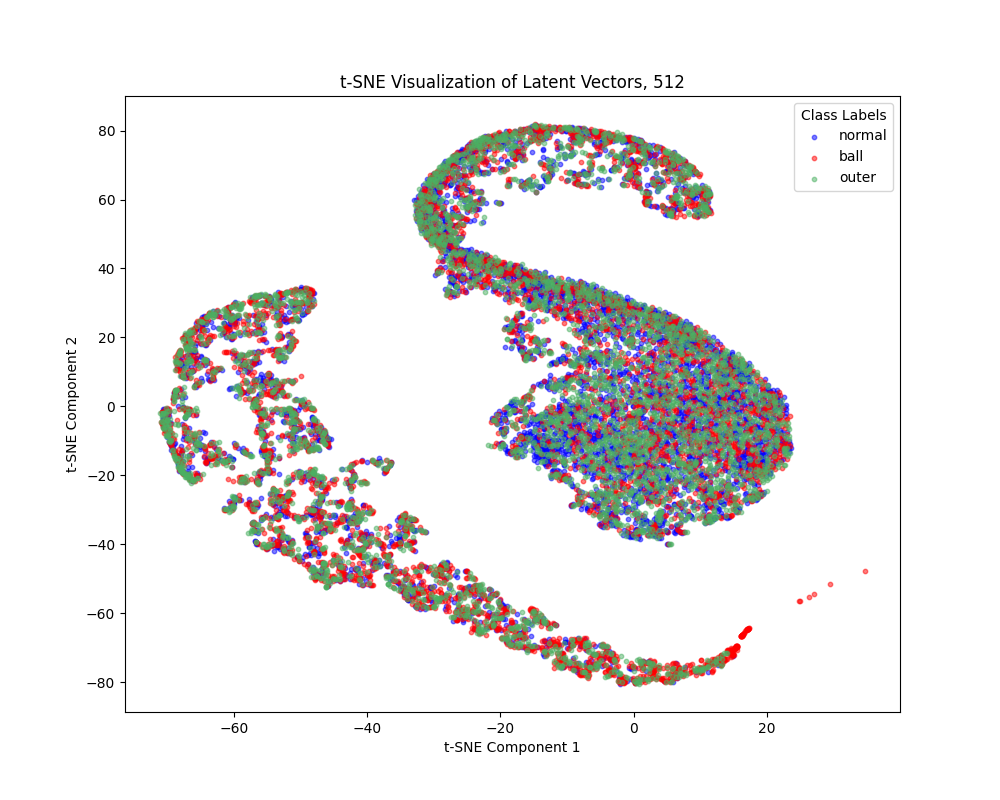 t-SNE Visualization of Latent Vectors, 512
Class Labels
normal
ball
outer
80
60
40
20
0
−20
−40
−60
−80
t-SNE Component 2
−60
−40
−20
0
20
t-SNE Component 1